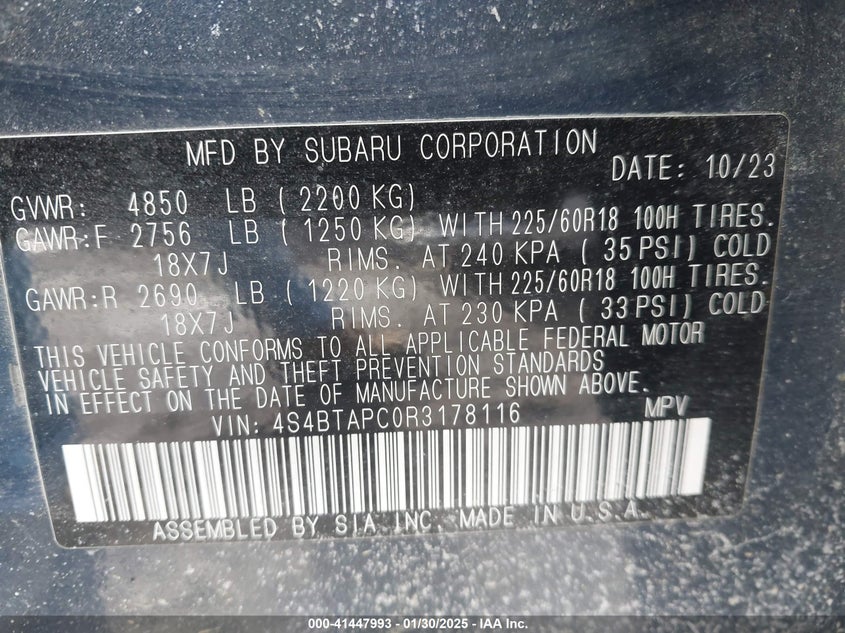 MFD BY SUBARU CORPORATION
DATE: 10/23
GVWR: 4850 LB ( 2200 KG)
GAWR:F 2756 LB ( 1250 KG) WITH 225/60R18 100H TIRES.
18X7J RIMS. AT 240 KPA ( 35 PSI) COLD
GAWR:R 2690 LB ( 1220 KG) WITH 225/60R18 100H TIRES.
18X7J RIMS. AT 230 KPA ( 33 PSI) COLD
THIS VEHICLE CONFORMS TO ALL APPLICABLE FEDERAL MOTOR
VEHICLE SAFETY AND THEFT PREVENTION STANDARDS
IN EFFECT ON THE DATE OF MANUFACTURE SHOWN ABOVE.
VIN: 4S4BTAPC0R3178116 MPV
ASSEMBLED BY SIA INC. MADE IN U.S.A.
000-41447993 - 01/30/2025 - © IAA Inc.